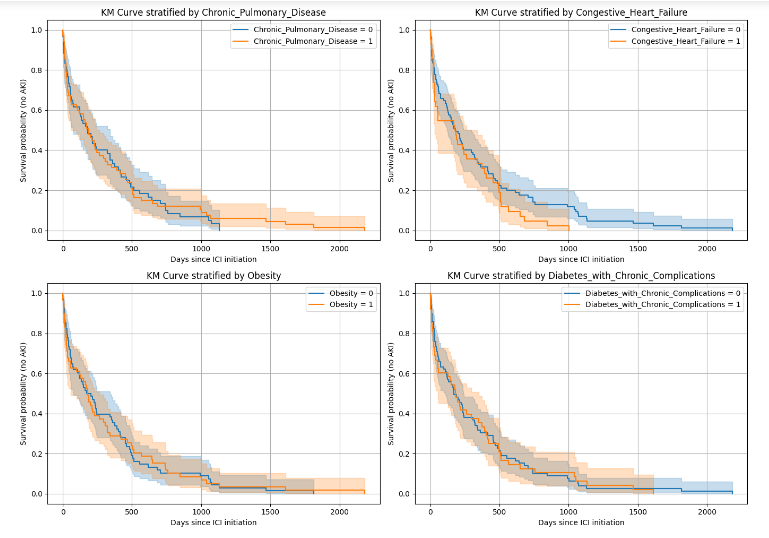 KM Curve stratified by Chronic_Pulmonary_Disease
Chronic_Pulmonary_Disease = 0
Chronic_Pulmonary_Disease = 1
Survival probability (no AKI)
1.0
0.8
0.6
0.4
0.2
0.0
0 500 1000 1500 2000
Days since ICI initiation
KM Curve stratified by Congestive_Heart_Failure
Congestive_Heart_Failure = 0
Congestive_Heart_Failure = 1
Survival probability (no AKI)
1.0
0.8
0.6
0.4
0.2
0.0
0 500 1000 1500 2000
Days since ICI initiation
KM Curve stratified by Obesity
Obesity = 0
Obesity = 1
Survival probability (no AKI)
1.0
0.8
0.6
0.4
0.2
0.0
0 500 1000 1500 2000
Days since ICI initiation
KM Curve stratified by Diabetes_with_Chronic_Complications
Diabetes_with_Chronic_Complications = 0
Diabetes_with_Chronic_Complications = 1
Survival probability (no AKI)
1.0
0.8
0.6
0.4
0.2
0.0
0 500 1000 1500 2000
Days since ICI initiation